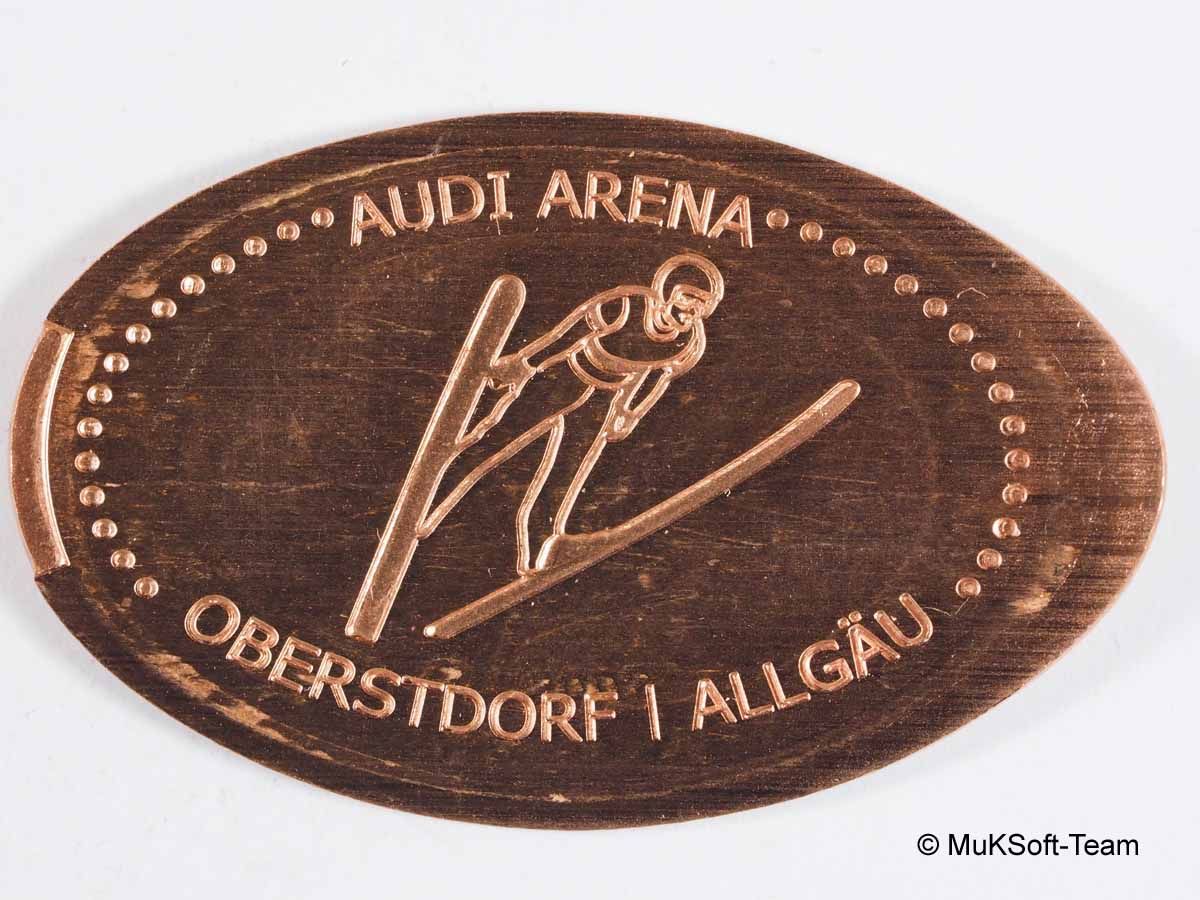 AUDI ARENA
OBERSTDORF | ALLGÄU
© MuKSoft-Team